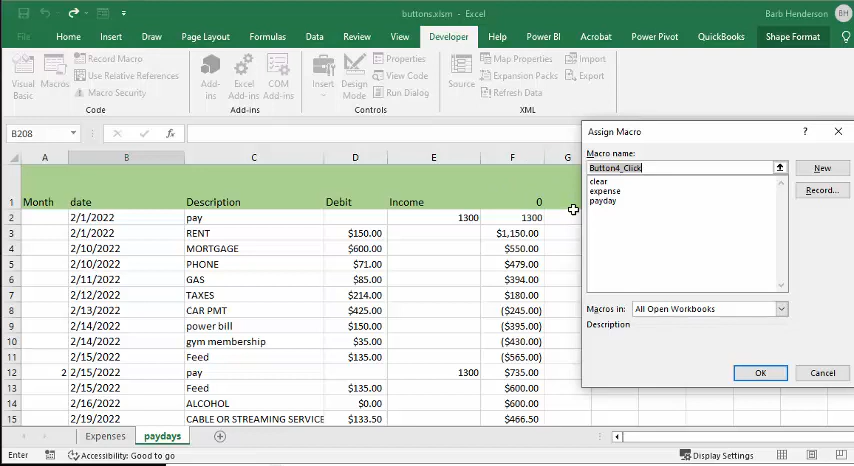 buttons.xlsm – Excel
Barb Henderson BH
File Home Insert Draw Page Layout Formulas Data Review View Developer Help Power BI Acrobat Power Pivot QuickBooks Shape Format
Visual Basic
Macros
Record Macro
Use Relative References
Macro Security
Code
Add-ins
Excel Add-ins
COM Add-ins
Add-ins
Insert
Design Mode
Properties
View Code
Run Dialog
Controls
Source
Map Properties
Expansion Packs
Refresh Data
Import
Export
XML
B208
fx
A B C D E F G
1 Month date Description Debit Income 0
2 2/1/2022 pay 1300 1300
3 2/1/2022 RENT $150.00 $1,150.00
4 2/10/2022 MORTGAGE $600.00 $550.00
5 2/10/2022 PHONE $71.00 $479.00
6 2/11/2022 GAS $85.00 $394.00
7 2/12/2022 TAXES $214.00 $180.00
8 2/13/2022 CAR PMT $425.00 ($245.00)
9 2/14/2022 power bill $150.00 ($395.00)
10 2/14/2022 gym membership $35.00 ($430.00)
11 2/15/2022 Feed $135.00 ($565.00)
12 2 2/15/2022 pay 1300 $735.00
13 2/15/2022 Feed $135.00 $600.00
14 2/16/2022 ALCOHOL $0.00 $600.00
15 2/19/2022 CABLE OR STREAMING SERVICE $133.50 $466.50
Assign Macro ? ×
Macro name:
Button4_Click
New
clear
expense
payday
Record...
Macros in: All Open Workbooks
Description
OK Cancel
Expenses paydays
Enter Accessibility: Good to go Display Settings